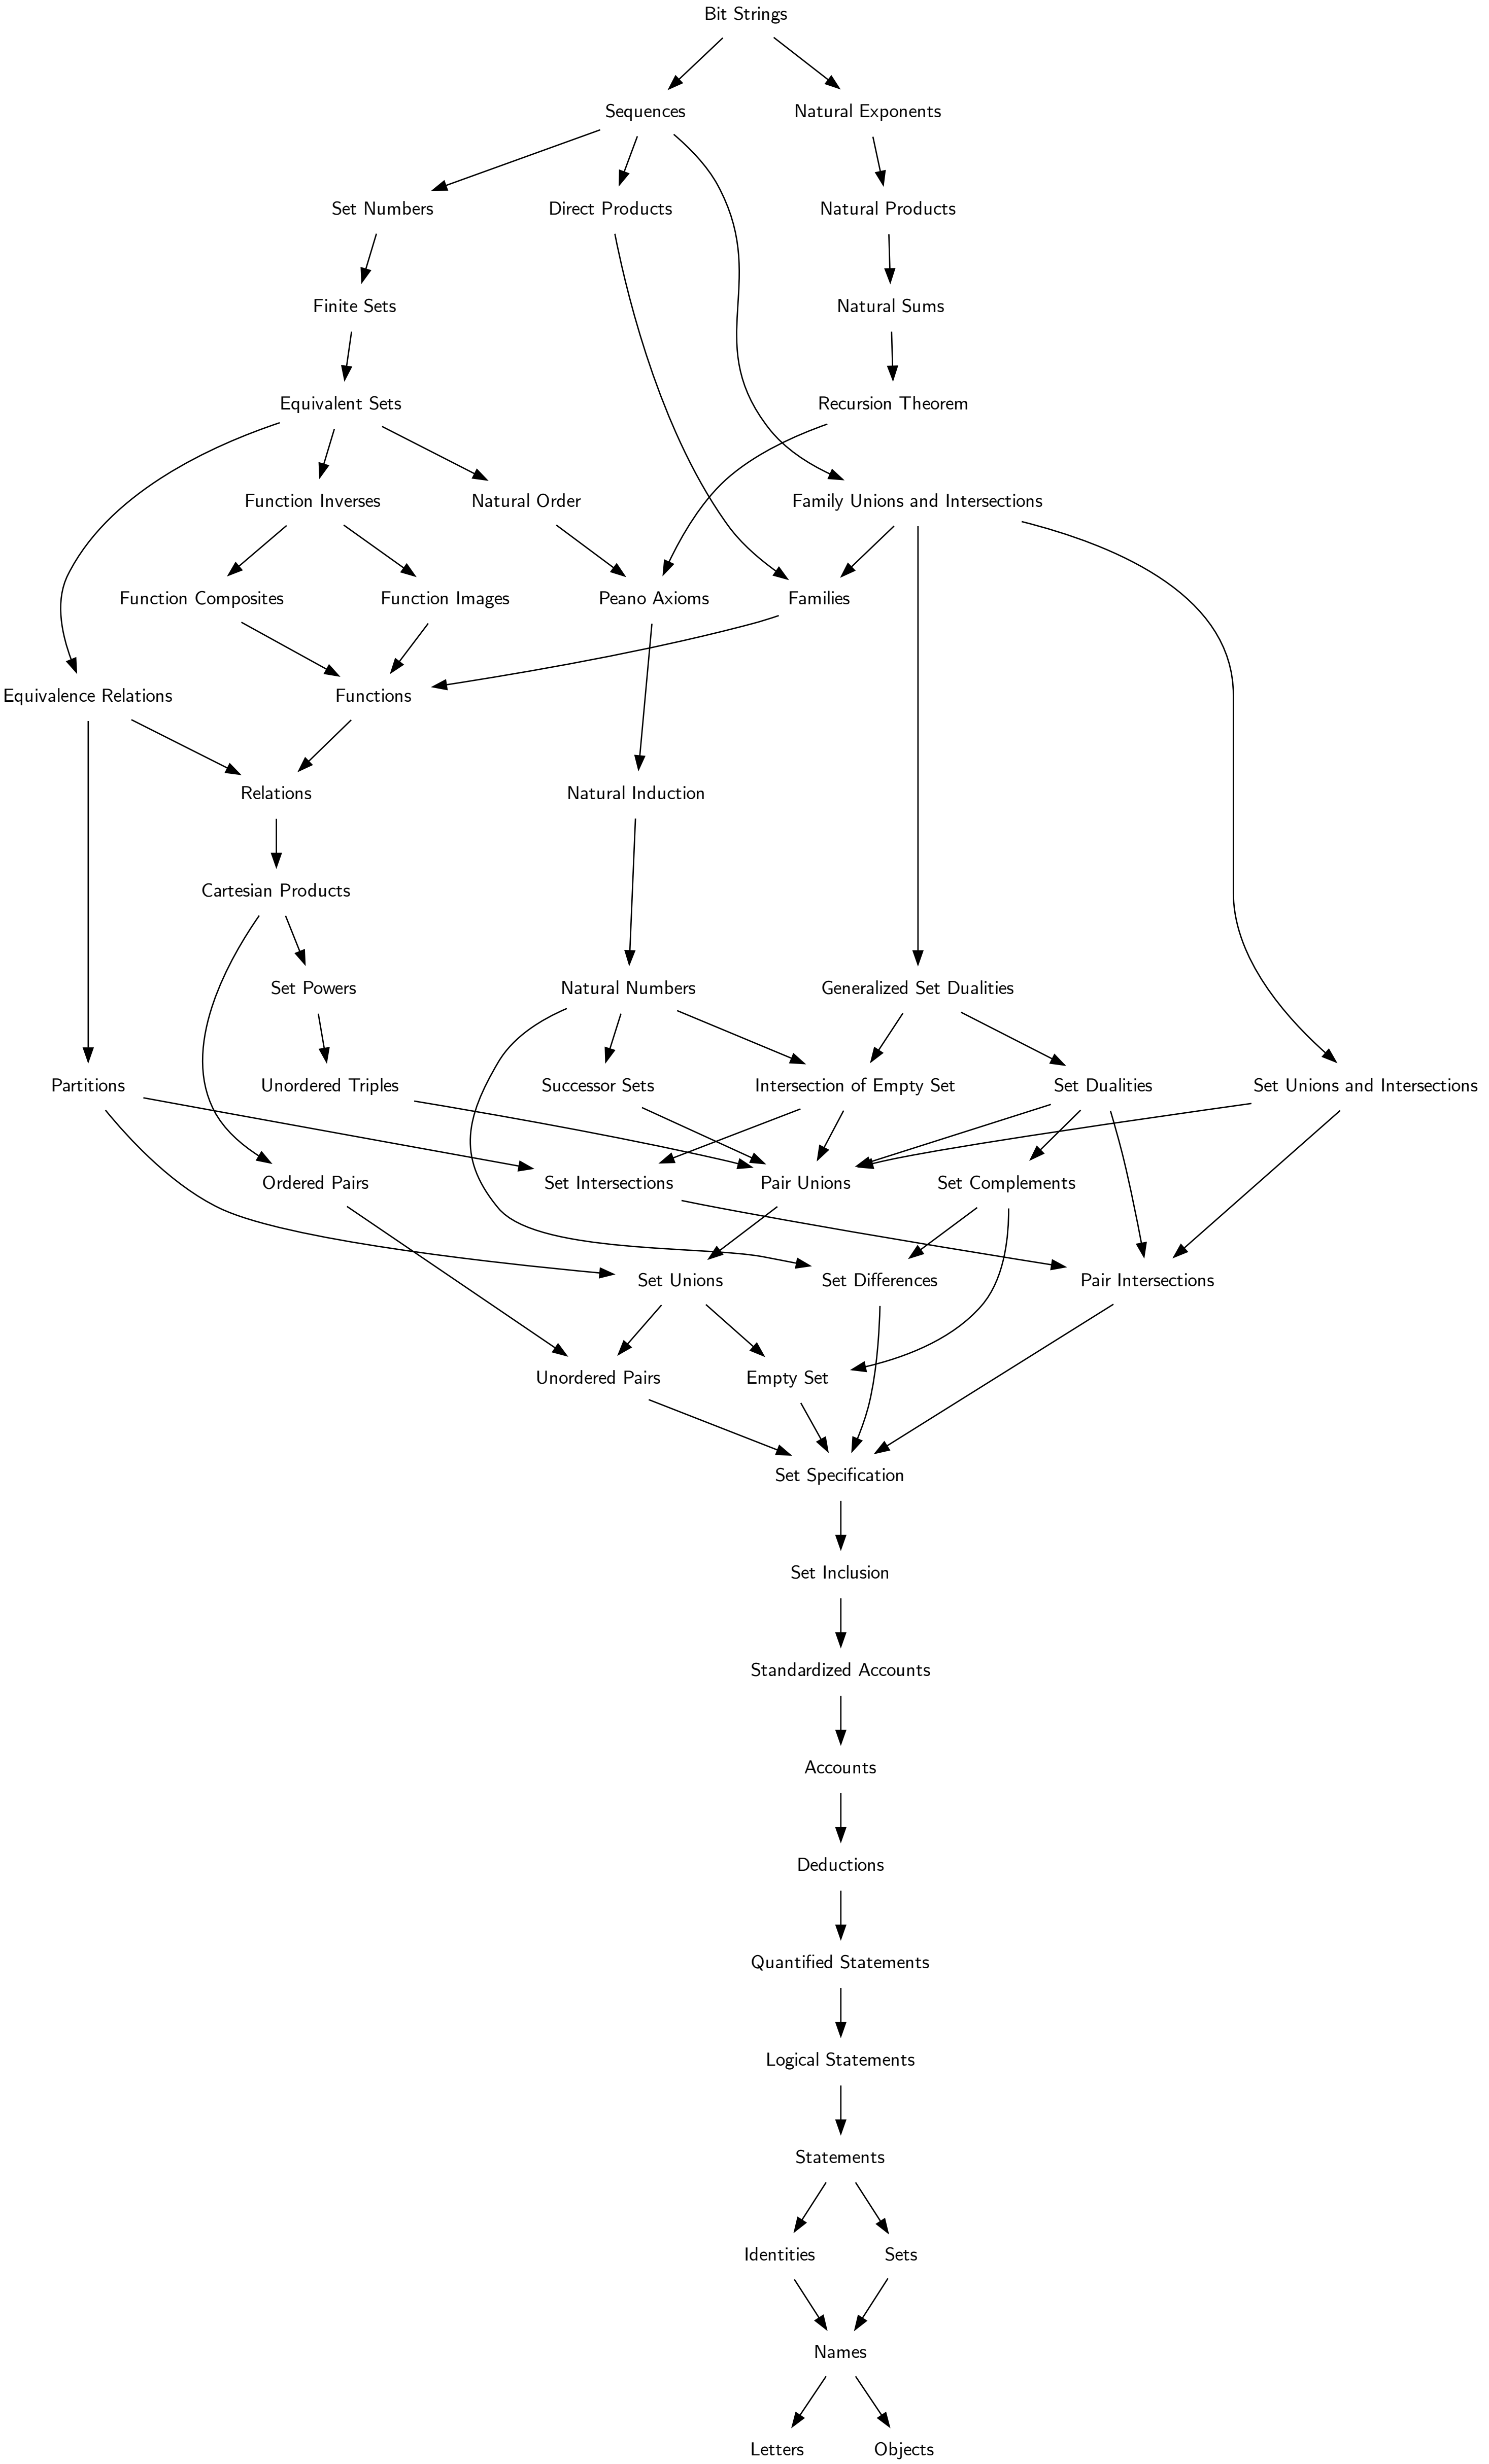 Bit Strings
Sequences
Natural Exponents
Set Numbers
Direct Products
Natural Products
Finite Sets
Natural Sums
Equivalent Sets
Recursion Theorem
Function Inverses
Natural Order
Family Unions and Intersections
Function Composites
Function Images
Peano Axioms
Families
Equivalence Relations
Functions
Relations
Natural Induction
Cartesian Products
Set Powers
Natural Numbers
Generalized Set Dualities
Partitions
Unordered Triples
Successor Sets
Intersection of Empty Set
Set Dualities
Set Unions and Intersections
Ordered Pairs
Set Intersections
Pair Unions
Set Complements
Set Unions
Set Differences
Pair Intersections
Unordered Pairs
Empty Set
Set Specification
Set Inclusion
Standardized Accounts
Accounts
Deductions
Quantified Statements
Logical Statements
Statements
Identities
Sets
Names
Letters
Objects